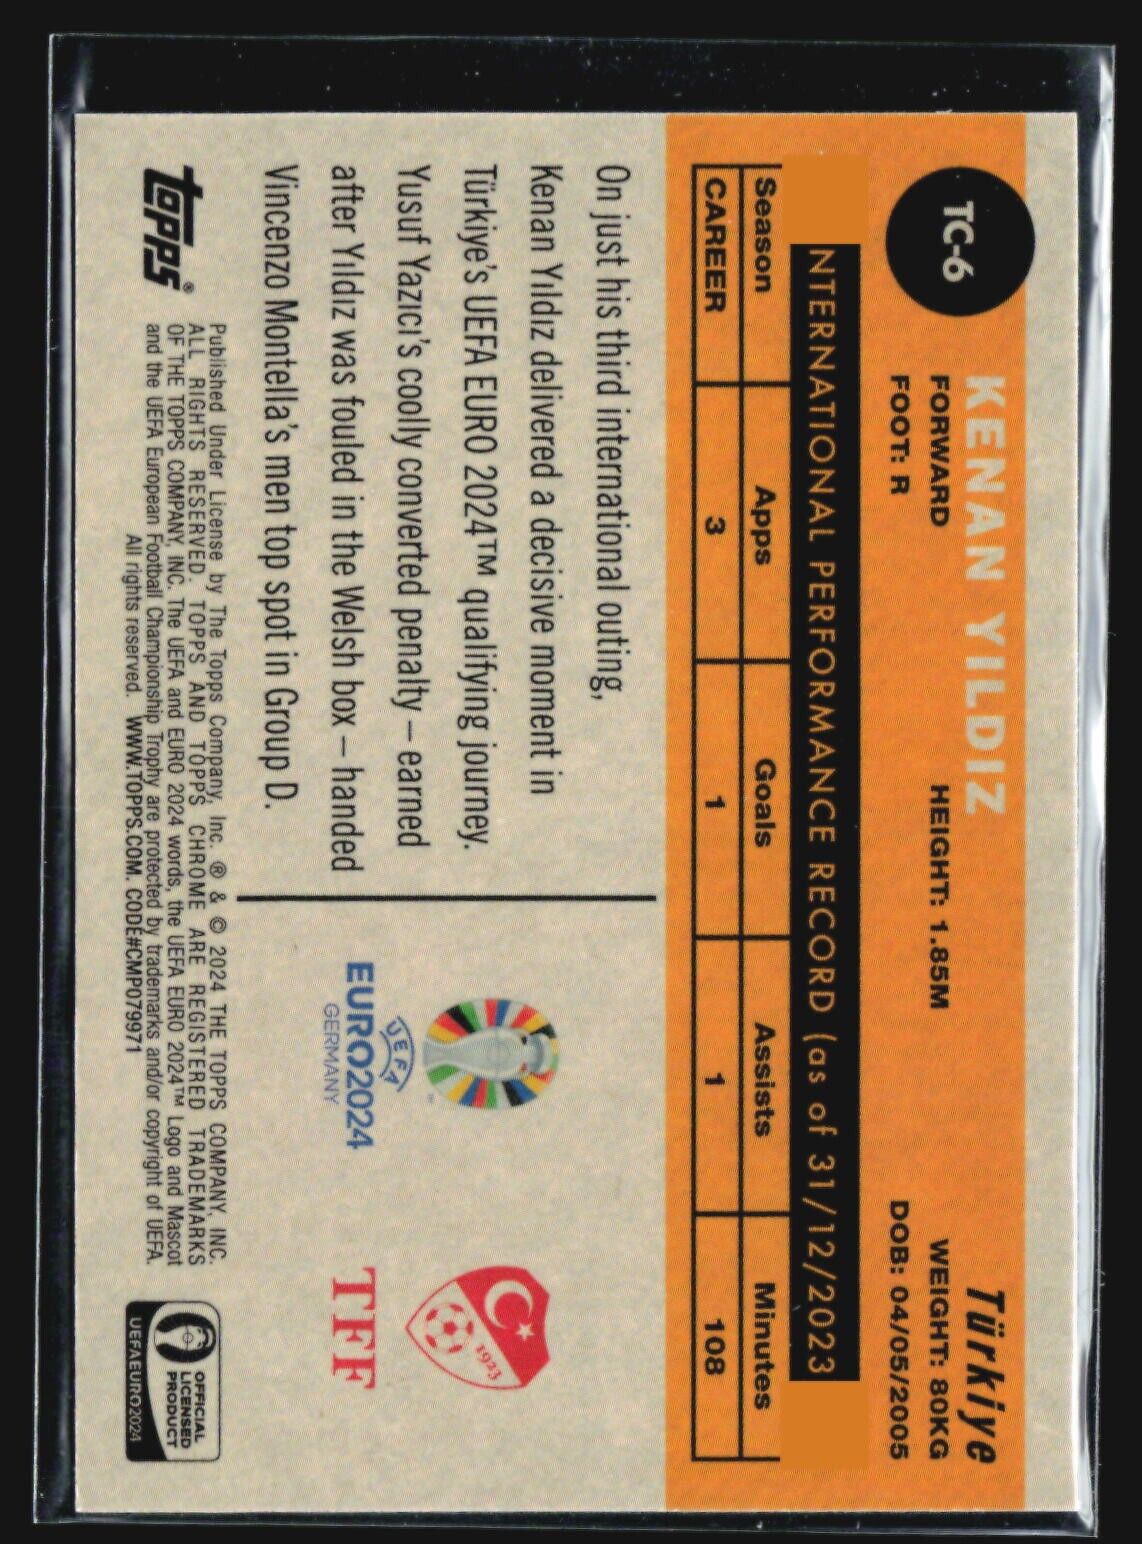 TC-6
KENAN YILDIZ
Türkiye
FORWARD
HEIGHT: 1.85M
WEIGHT: 80KG
FOOT: R
DOB: 04/05/2005
NTERNATIONAL PERFORMANCE RECORD (as of 31/12/2023
Season Apps Goals Assists Minutes
CAREER 3 1 1 108
On just his third international outing,
Kenan Yıldız delivered a decisive moment in
Türkiye's UEFA EURO 2024™ qualifying journey.
Yusuf Yazıcı's coolly converted penalty – earned
after Yıldız was fouled in the Welsh box – handed
Vincenzo Montella's men top spot in Group D.
UEFA
EURO2024
GERMANY
1923
TFF
topps®
Published Under License by The Topps Company, Inc. ® & © 2024 THE TOPPS COMPANY, INC.
ALL RIGHTS RESERVED. TOPPS AND TOPPS CHROME ARE REGISTERED TRADEMARKS
OF THE TOPPS COMPANY, INC. The UEFA and EURO 2024 words, the UEFA EURO 2024™ Logo and Mascot
and the UEFA European Football Championship Trophy are protected by trademarks and/or copyright of UEFA.
All rights reserved. WWW.TOPPS.COM. CODE#CMP079971
OFFICIAL
LICENSED
PRODUCT
UEFAEURO2024